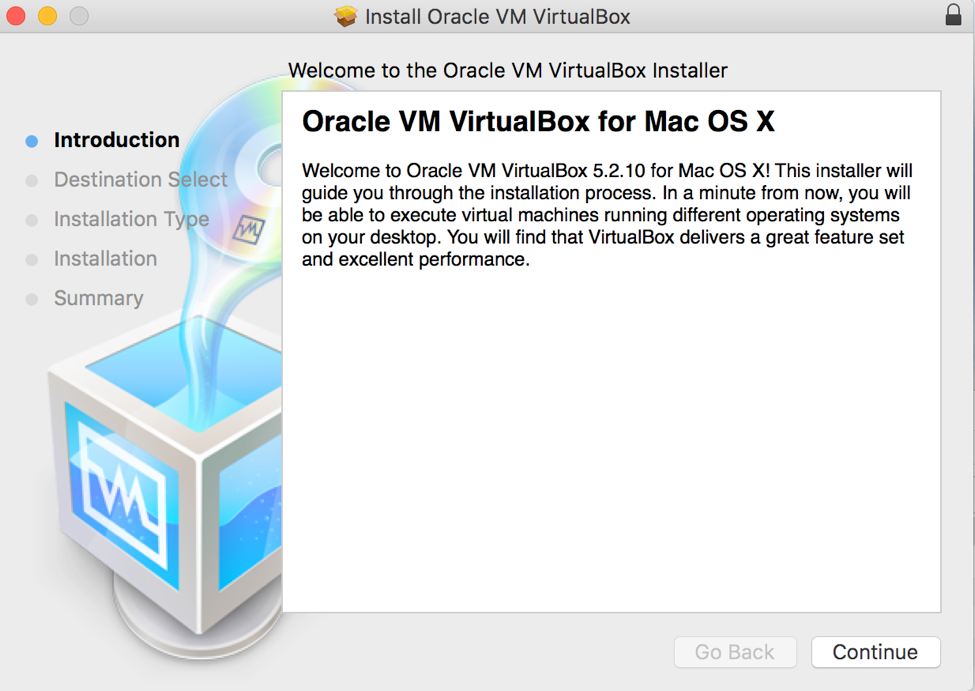 Install Oracle VM VirtualBox
Welcome to the Oracle VM VirtualBox Installer
Introduction
Destination Select
Installation Type
Installation
Summary
Oracle VM VirtualBox for Mac OS X
Welcome to Oracle VM VirtualBox 5.2.10 for Mac OS X! This installer will
guide you through the installation process. In a minute from now, you will
be able to execute virtual machines running different operating systems
on your desktop. You will find that VirtualBox delivers a great feature set
and excellent performance.
Go Back
Continue